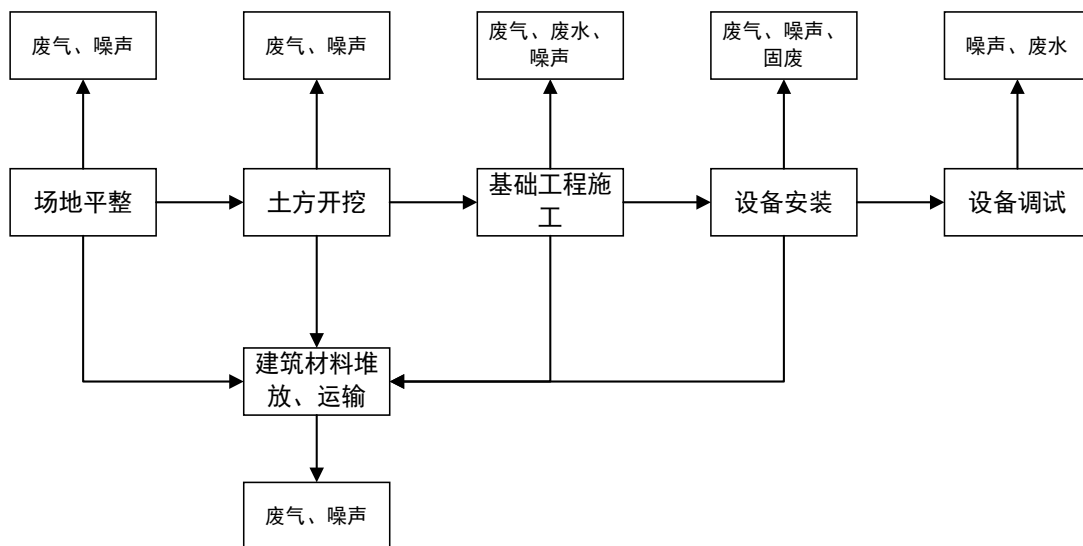 废气、噪声
废气、噪声
废气、废水、
噪声
废气、噪声、
固废
噪声、废水
场地平整
土方开挖
基础工程施
工
设备安装
设备调试
建筑材料堆
放、运输
废气、噪声